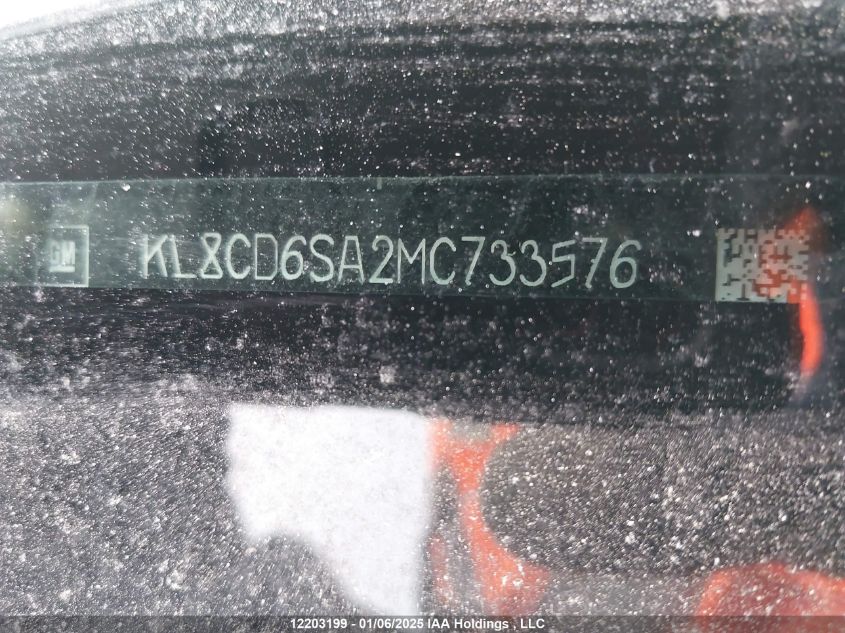 GM KL8CD6SA2MC733576
12203199 - 01/06/2025 IAA Holdings , LLC